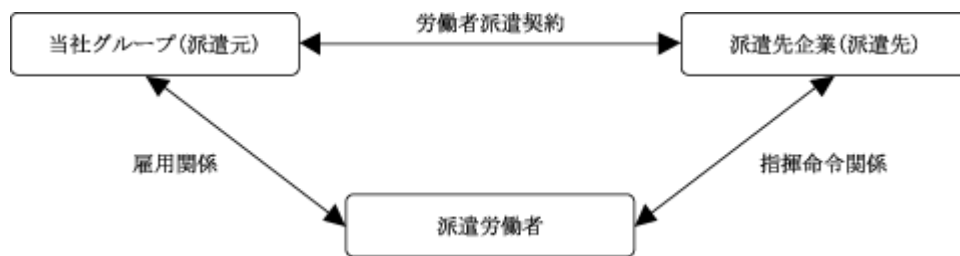 労働者派遣契約
当社グループ(派遣元)
派遣先企業(派遣先)
雇用関係
指揮命令関係
派遣労働者